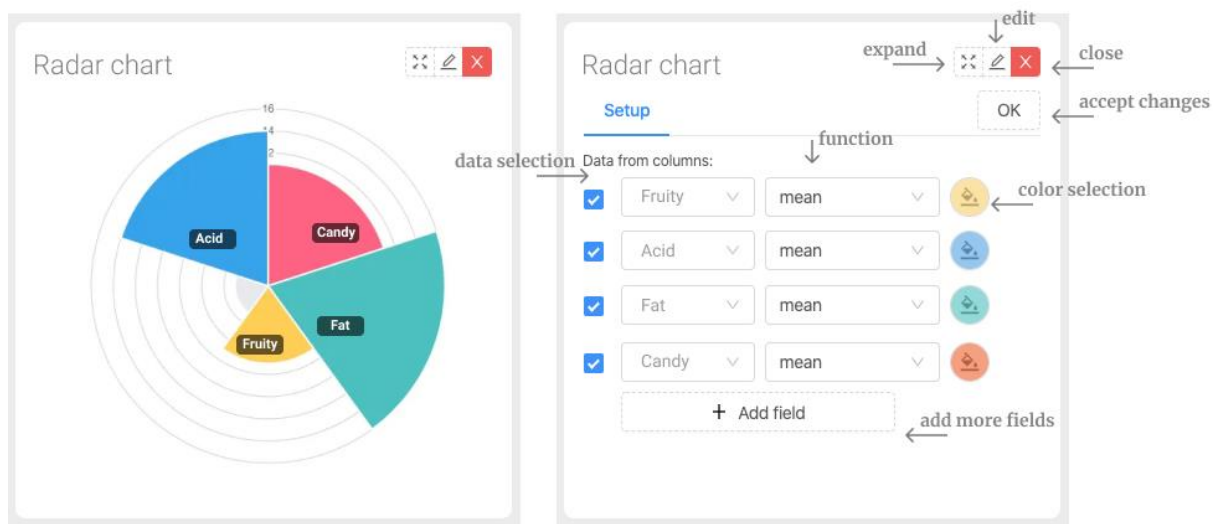 Radar chart
X
16
14
2
Acid
Candy
Fat
Fruity
edit
expand
close
Radar chart
X
Setup
OK
accept changes
function
data selection
Data from columns:
Fruity
mean
color selection
Acid
mean
Fat
mean
Candy
mean
+ Add field
add more fields